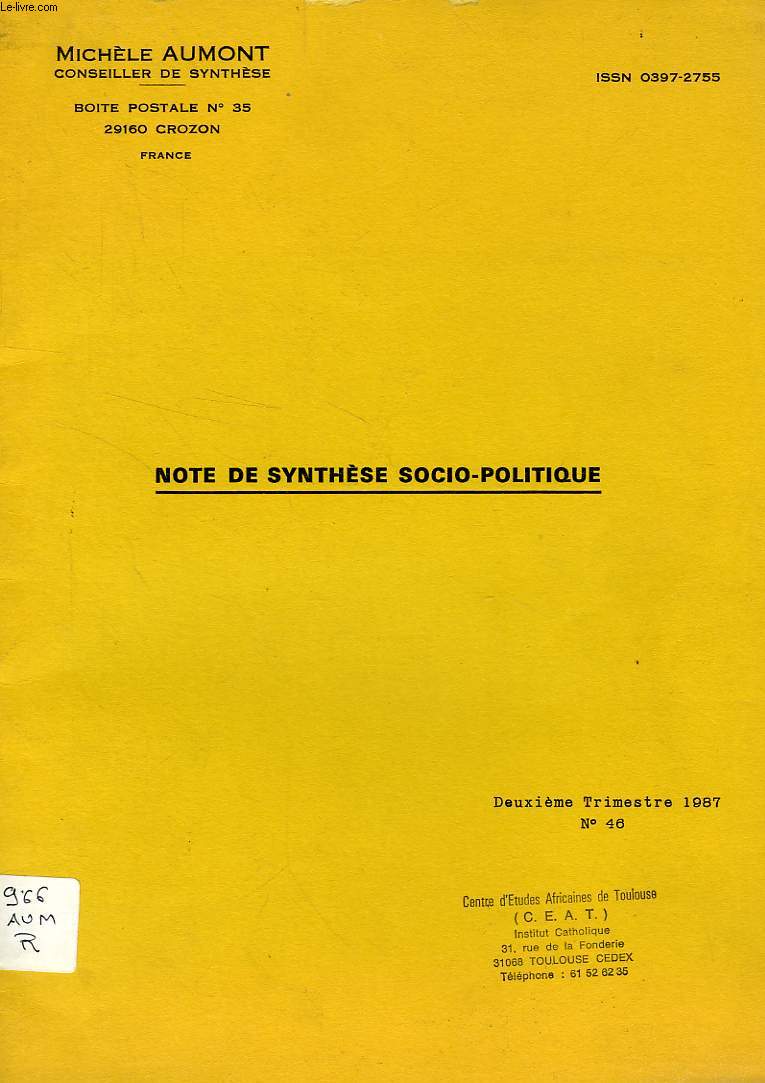 Le-livre.com
MICHÈLE AUMONT
CONSEILLER DE SYNTHÈSE
BOITE POSTALE N° 35
29160 CROZON
FRANCE
ISSN 0397-2755
NOTE DE SYNTHÈSE SOCIO-POLITIQUE
Deuxième Trimestre 1987
N° 46
966
AUM
R
Centre d'Etudes Africaines de Toulouse
( C. E. A. T. )
Institut Catholique
31, rue de la Fonderie
31068 TOULOUSE CEDEX
Téléphone : 61 52 62 35